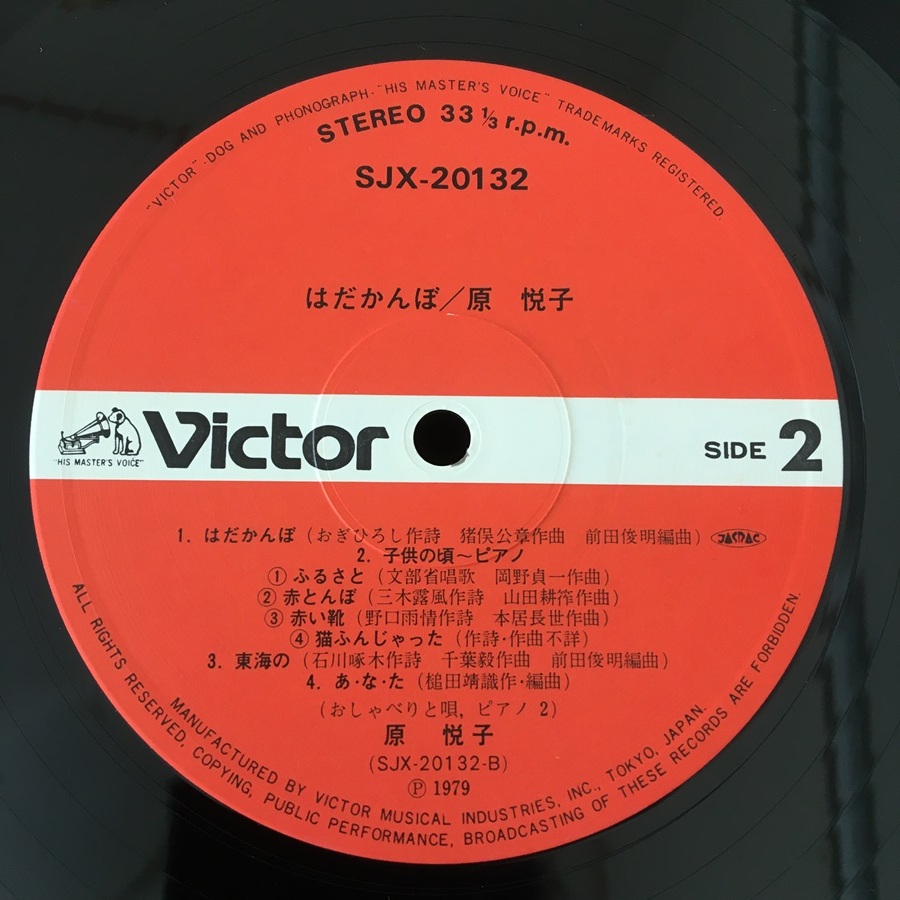 "VICTOR"·DOG AND PHONOGRAPH·"HIS MASTER'S VOICE" TRADEMARKS REGISTERED.
STEREO 33 1/3 r.p.m.
SJX-20132
はだかんぼ/原 悦子
"HIS MASTER'S VOICE"
Victor
SIDE 2
1. はだかんぼ (おぎひろし作詩 猪俣公章作曲 前田俊明編曲) JASRAC
2. 子供の頃~ピアノ
① ふるさと (文部省唱歌 岡野貞一作曲)
② 赤とんぼ (三木露風作詩 山田耕筰作曲)
③ 赤い靴 (野口雨情作詩 本居長世作曲)
④ 猫ふんじゃった (作詩・作曲不詳)
3. 東海の (石川啄木作詩 千葉毅作曲 前田俊明編曲)
4. あ・な・た (槌田靖識作・編曲)
(おしゃべりと唄, ピアノ 2)
原 悦子
(SJX-20132-B)
Ⓟ 1979
MANUFACTURED BY VICTOR MUSICAL INDUSTRIES, INC., TOKYO, JAPAN.
ALL RIGHTS RESERVED, COPYING, PUBLIC PERFORMANCE, BROADCASTING OF THESE RECORDS ARE FORBIDDEN.